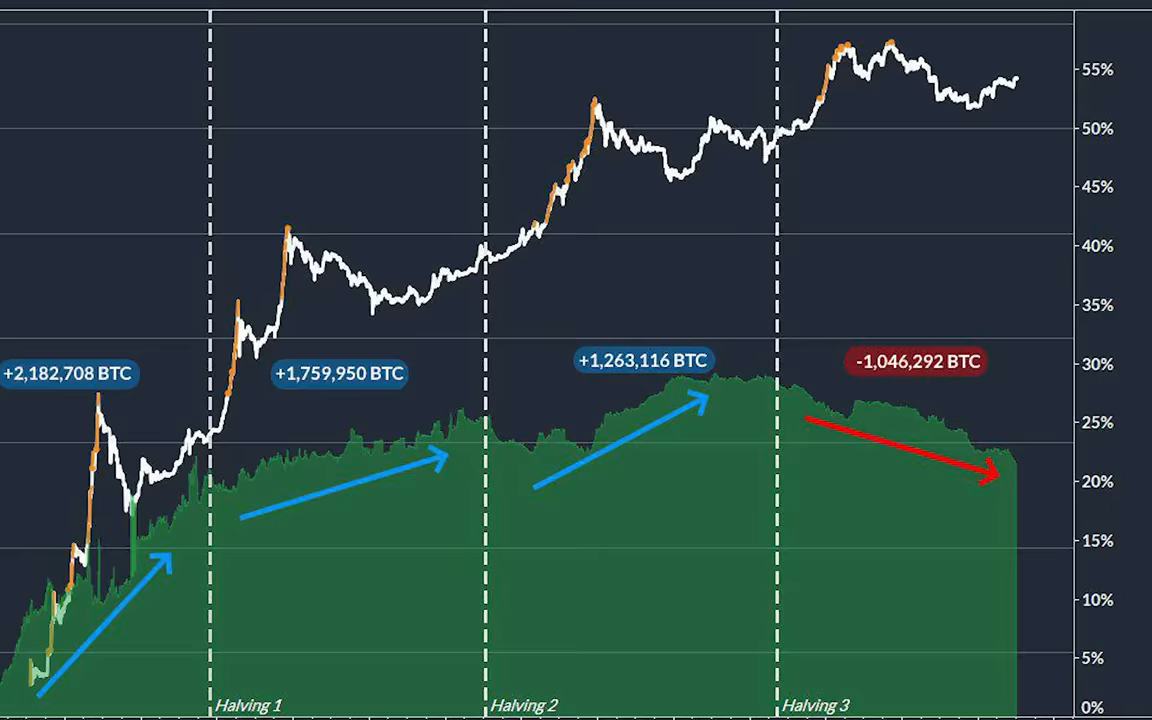 55%
50%
45%
40%
35%
30%
25%
20%
15%
10%
5%
0%
+2,182,708 BTC
+1,759,950 BTC
+1,263,116 BTC
-1,046,292 BTC
Halving 1
Halving 2
Halving 3